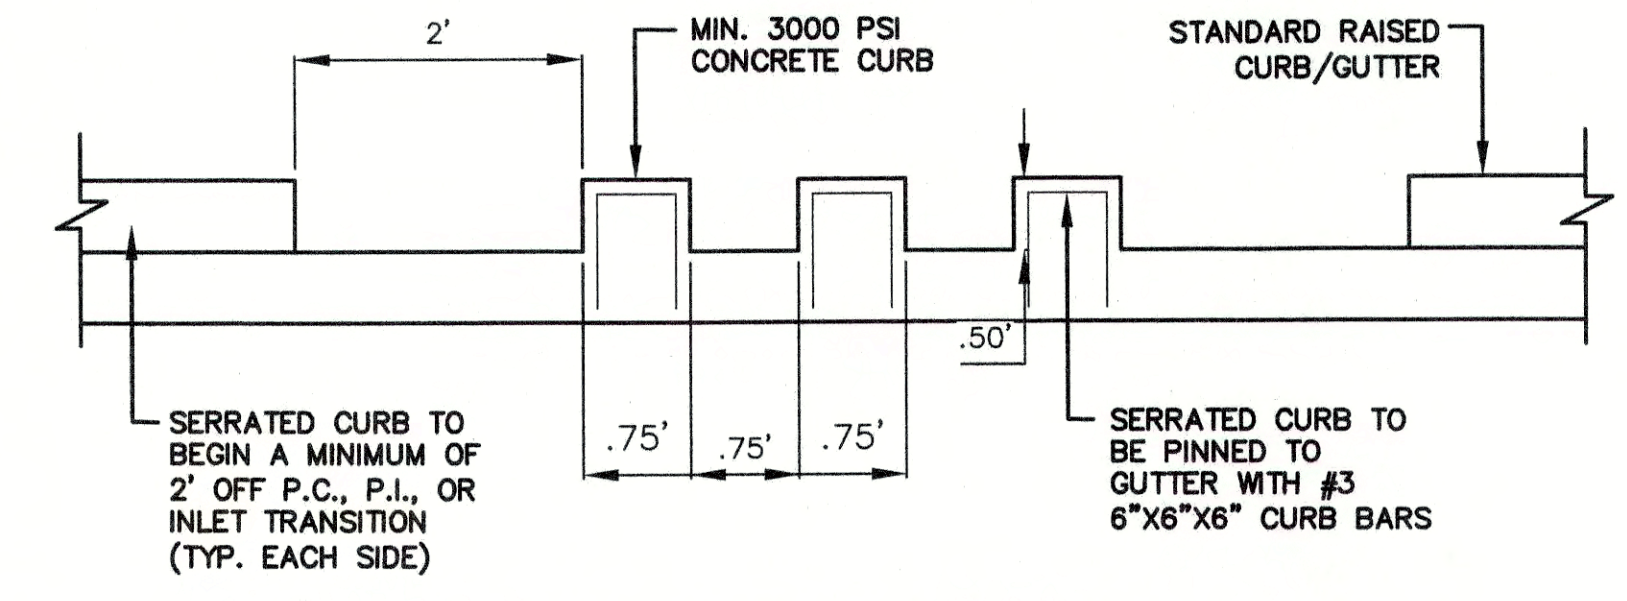 2'
MIN. 3000 PSI
CONCRETE CURB
STANDARD RAISED
CURB/GUTTER
.50'
.75'
.75'
.75'
SERRATED CURB TO
BEGIN A MINIMUM OF
2' OFF P.C., P.I., OR
INLET TRANSITION
(TYP. EACH SIDE)
SERRATED CURB TO
BE PINNED TO
GUTTER WITH #3
6"X6"X6" CURB BARS